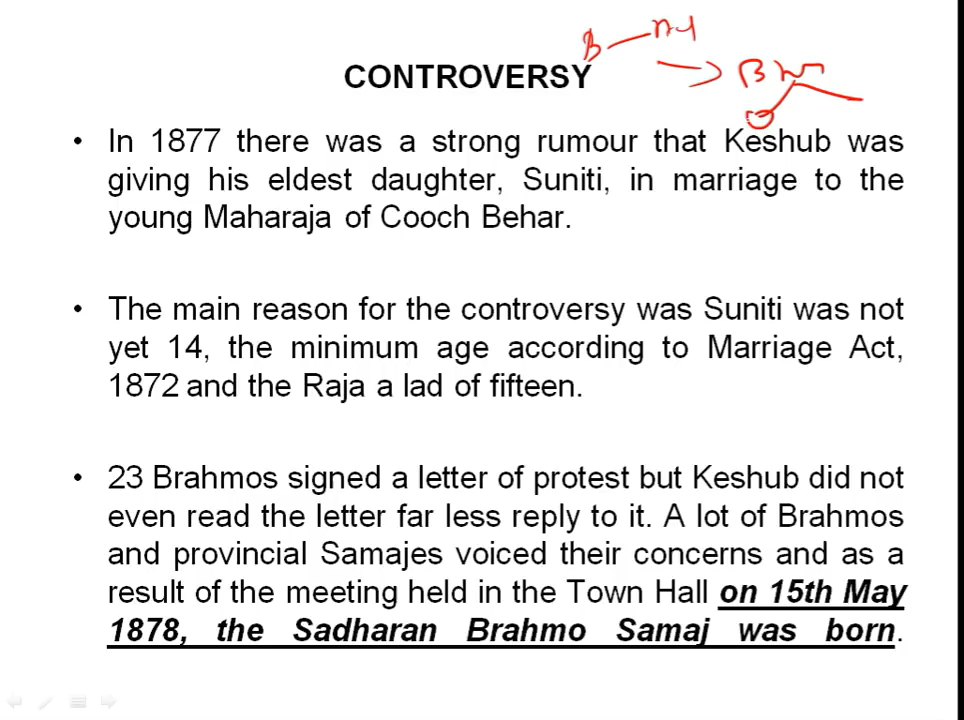 CONTROVERSY
• In 1877 there was a strong rumour that Keshub was
giving his eldest daughter, Suniti, in marriage to the
young Maharaja of Cooch Behar.
• The main reason for the controversy was Suniti was not
yet 14, the minimum age according to Marriage Act,
1872 and the Raja a lad of fifteen.
• 23 Brahmos signed a letter of protest but Keshub did not
even read the letter far less reply to it. A lot of Brahmos
and provincial Samajes voiced their concerns and as a
result of the meeting held in the Town Hall on 15th May
1878, the Sadharan Brahmo Samaj was born.